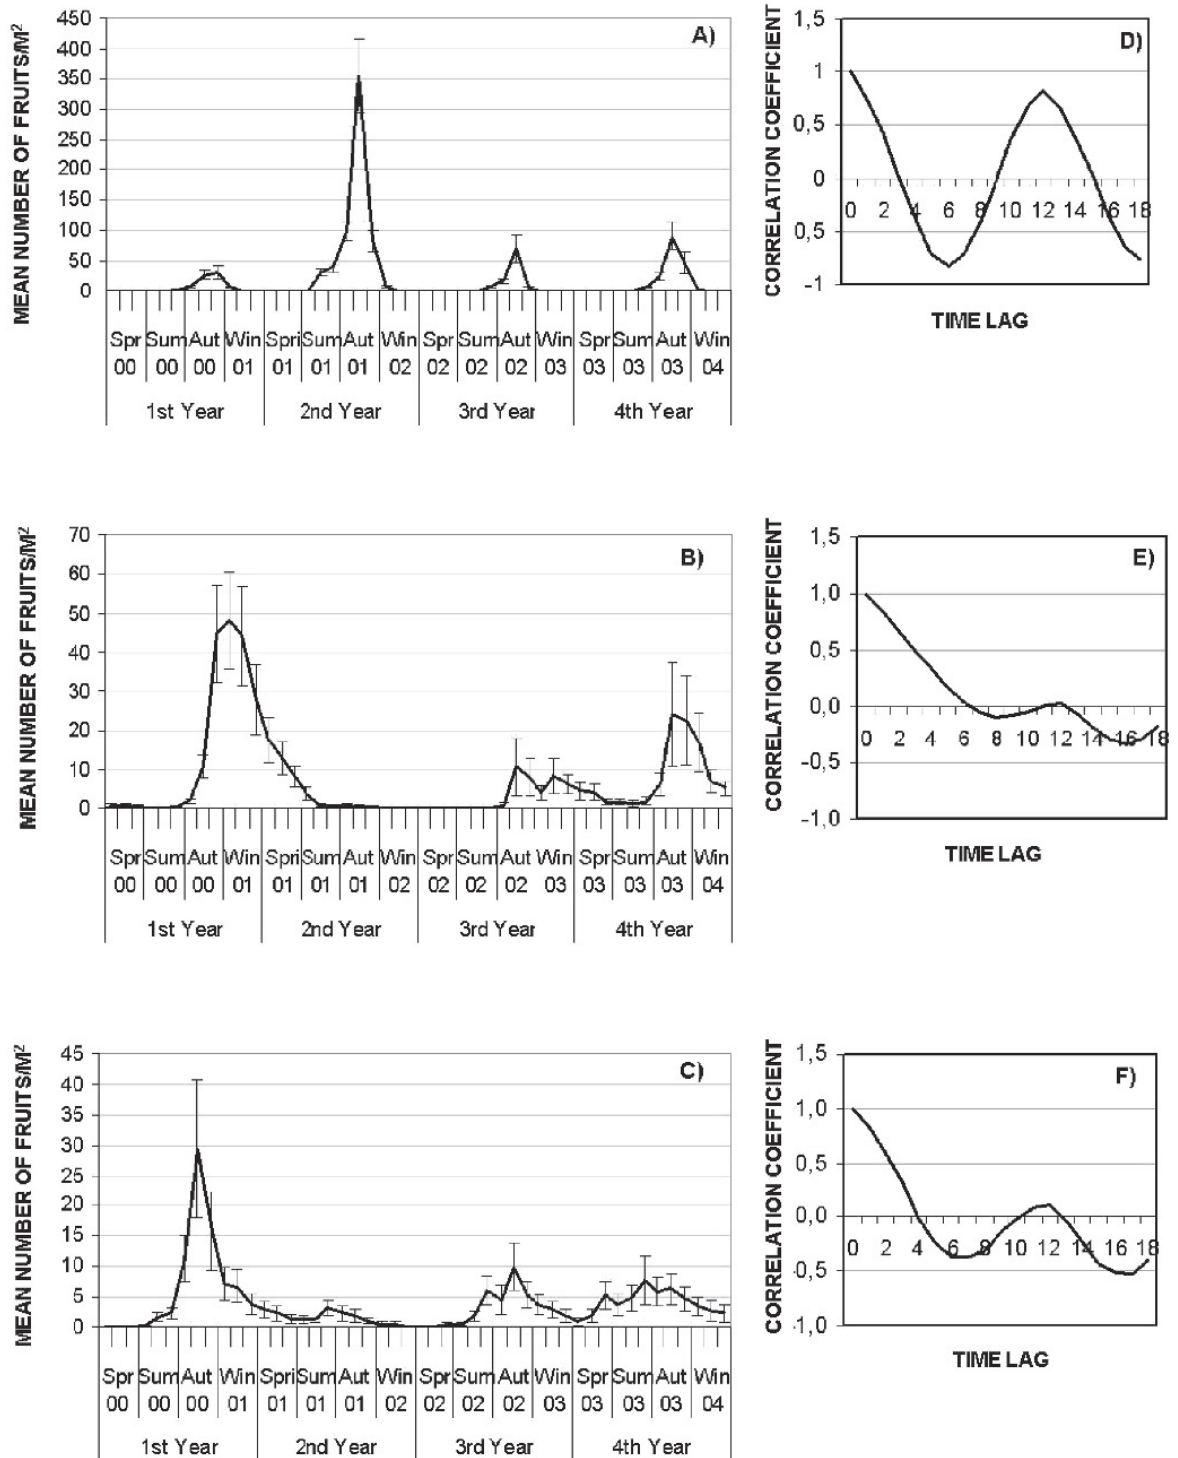 MEAN NUMBER OF FRUITS/M²
450
400
350
300
250
200
150
100
50
0
A)
Spr Sum Aut Win Spri Sum Aut Win Spr Sum Aut Win Spr Sum Aut Win
00 00 00 01 01 01 01 02 02 02 02 03 03 03 03 04
1st Year 2nd Year 3rd Year 4th Year
CORRELATION COEFFICIENT
1,5
1
0,5
0
0,5
-1
D)
0 2 4 6 8 10 12 14 16 18
TIME LAG
MEAN NUMBER OF FRUITS/M²
70
60
50
40
30
20
10
0
B)
Spr Sum Aut Win Spri Sum Aut Win Spr Sum Aut Win Spr Sum Aut Win
00 00 00 01 01 01 01 02 02 02 02 03 03 03 03 04
1st Year 2nd Year 3rd Year 4th Year
CORRELATION COEFFICIENT
1,5
1,0
0,5
0,0
-0,5
-1,0
E)
0 2 4 6 8 10 12 14 16 18
TIME LAG
MEAN NUMBER OF FRUITS/M²
45
40
35
30
25
20
15
10
5
0
C)
Spr Sum Aut Win Spri Sum Aut Win Spr Sum Aut Win Spr Sum Aut Win
00 00 00 01 01 01 01 02 02 02 02 03 03 03 03 04
1st Year 2nd Year 3rd Year 4th Year
CORRELATION COEFFICIENT
1,5
1,0
0,5
0,0
-0,5
-1,0
F)
0 2 4 6 8 10 12 14 16 18
TIME LAG